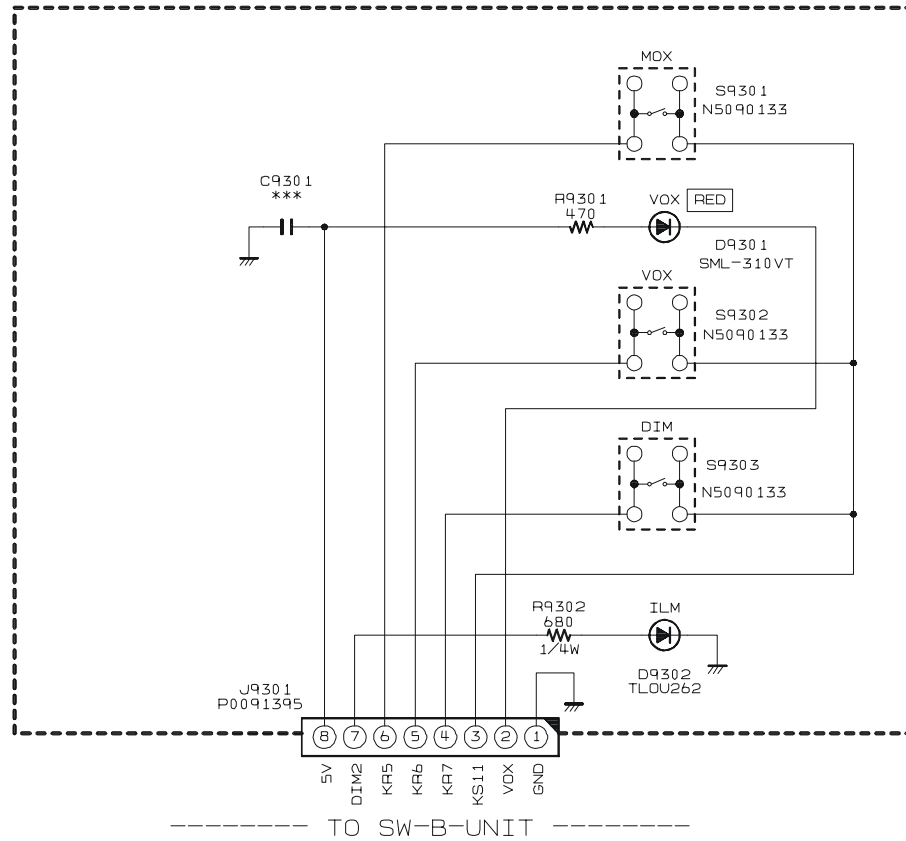 MOX
S9301
N5090133
C9301
***
R9301
470
VOX RED
D9301
SML-310VT
VOX
S9302
N5090133
DIM
S9303
N5090133
R9302
680
1/4W
ILM
D9302
TLOU262
J9301
P0091395
8 7 6 5 4 3 2 1
5V DIM2 KR5 KR6 KR7 KS11 VOX GND
TO SW-B-UNIT